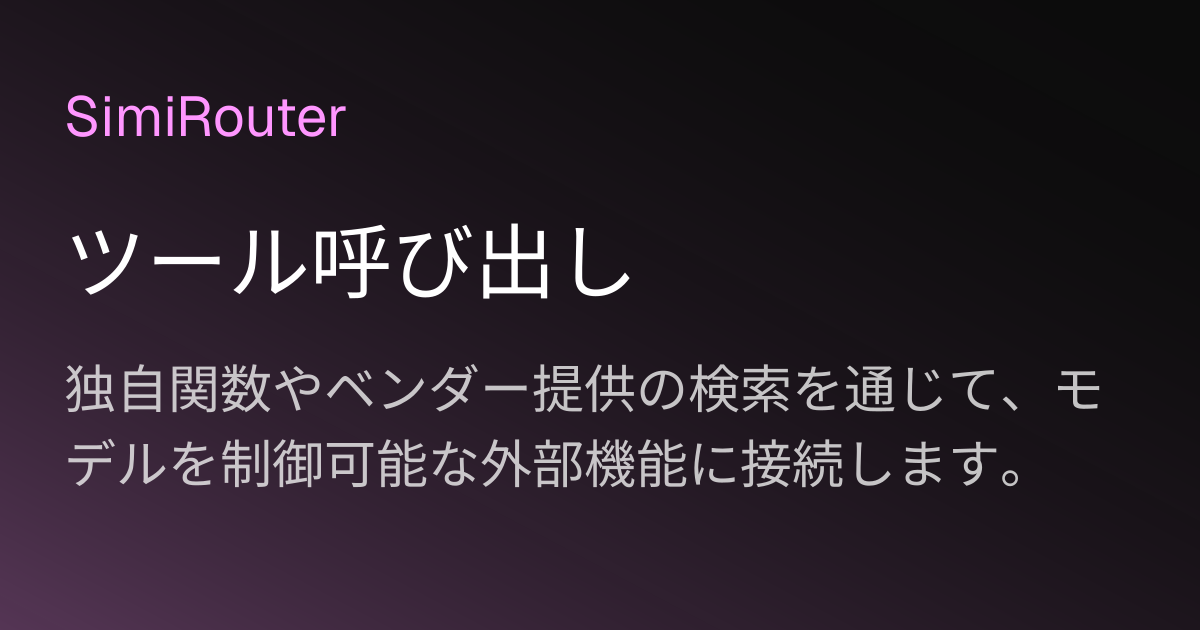 SimiRouter
ツール呼び出し
独自関数やベンダー提供の検索を通じて、モ
デルを制御可能な外部機能に接続します。